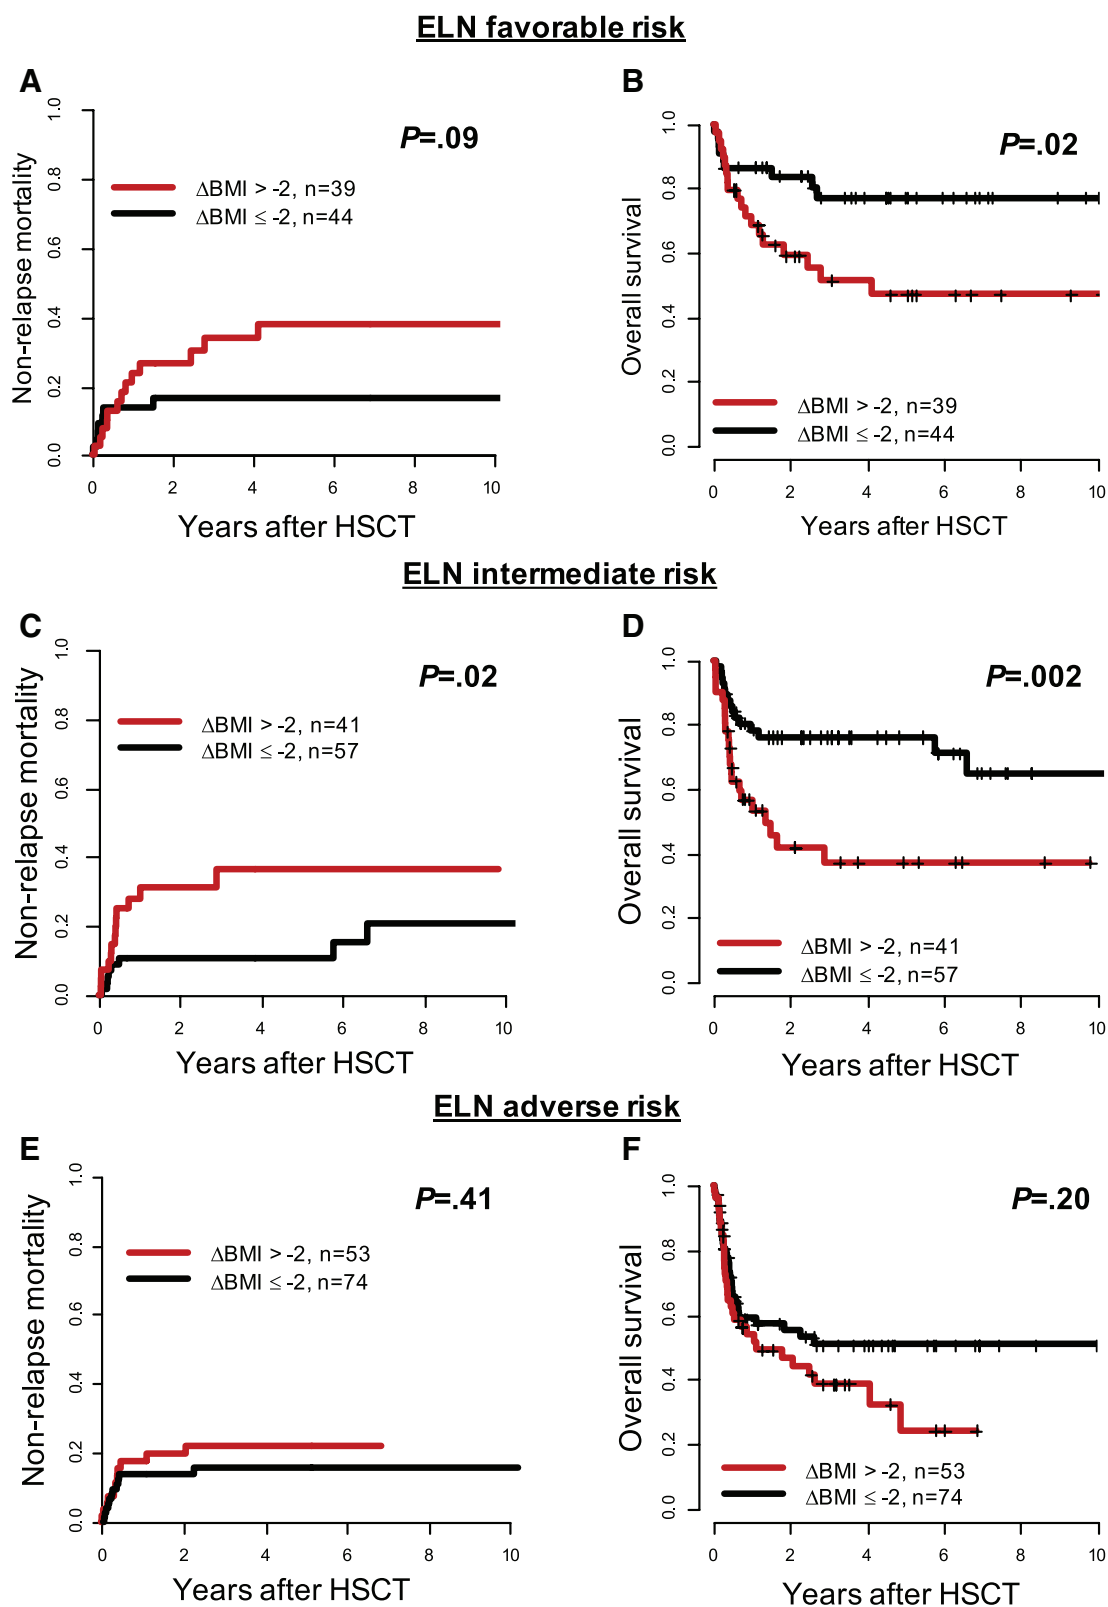 ELN favorable risk
A
P=.09
ΔBMI > -2, n=39
ΔBMI ≤ -2, n=44
Non-relapse mortality
0.0 0.2 0.4 0.6 0.8 1.0
0 2 4 6 8 10
Years after HSCT
B
P=.02
ΔBMI > -2, n=39
ΔBMI ≤ -2, n=44
Overall survival
0.0 0.2 0.4 0.6 0.8 1.0
0 2 4 6 8 10
Years after HSCT
ELN intermediate risk
C
P=.02
ΔBMI > -2, n=41
ΔBMI ≤ -2, n=57
Non-relapse mortality
0.0 0.2 0.4 0.6 0.8 1.0
0 2 4 6 8 10
Years after HSCT
D
P=.002
ΔBMI > -2, n=41
ΔBMI ≤ -2, n=57
Overall survival
0.0 0.2 0.4 0.6 0.8 1.0
0 2 4 6 8 10
Years after HSCT
ELN adverse risk
E
P=.41
ΔBMI > -2, n=53
ΔBMI ≤ -2, n=74
Non-relapse mortality
0.0 0.2 0.4 0.6 0.8 1.0
0 2 4 6 8 10
Years after HSCT
F
P=.20
ΔBMI > -2, n=53
ΔBMI ≤ -2, n=74
Overall survival
0.0 0.2 0.4 0.6 0.8 1.0
0 2 4 6 8 10
Years after HSCT